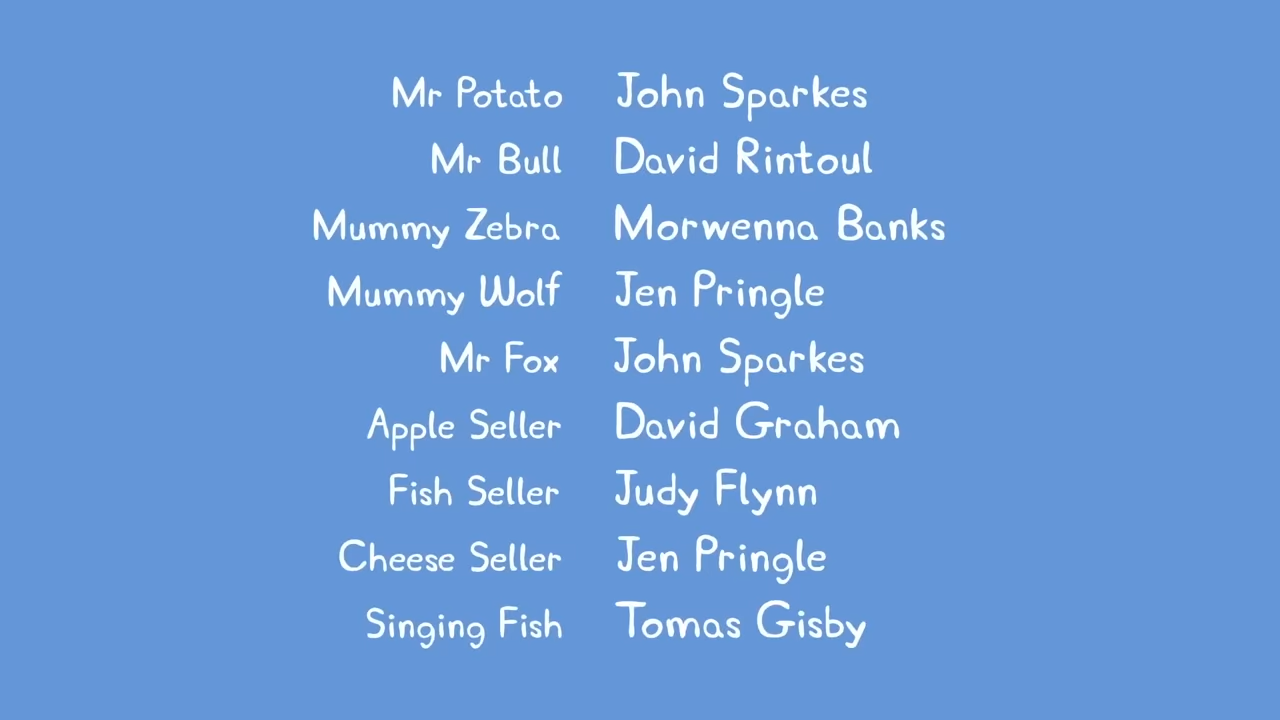 Mr Potato John Sparkes
Mr Bull David Rintoul
Mummy Zebra Morwenna Banks
Mummy Wolf Jen Pringle
Mr Fox John Sparkes
Apple Seller David Graham
Fish Seller Judy Flynn
Cheese Seller Jen Pringle
Singing Fish Tomas Gisby